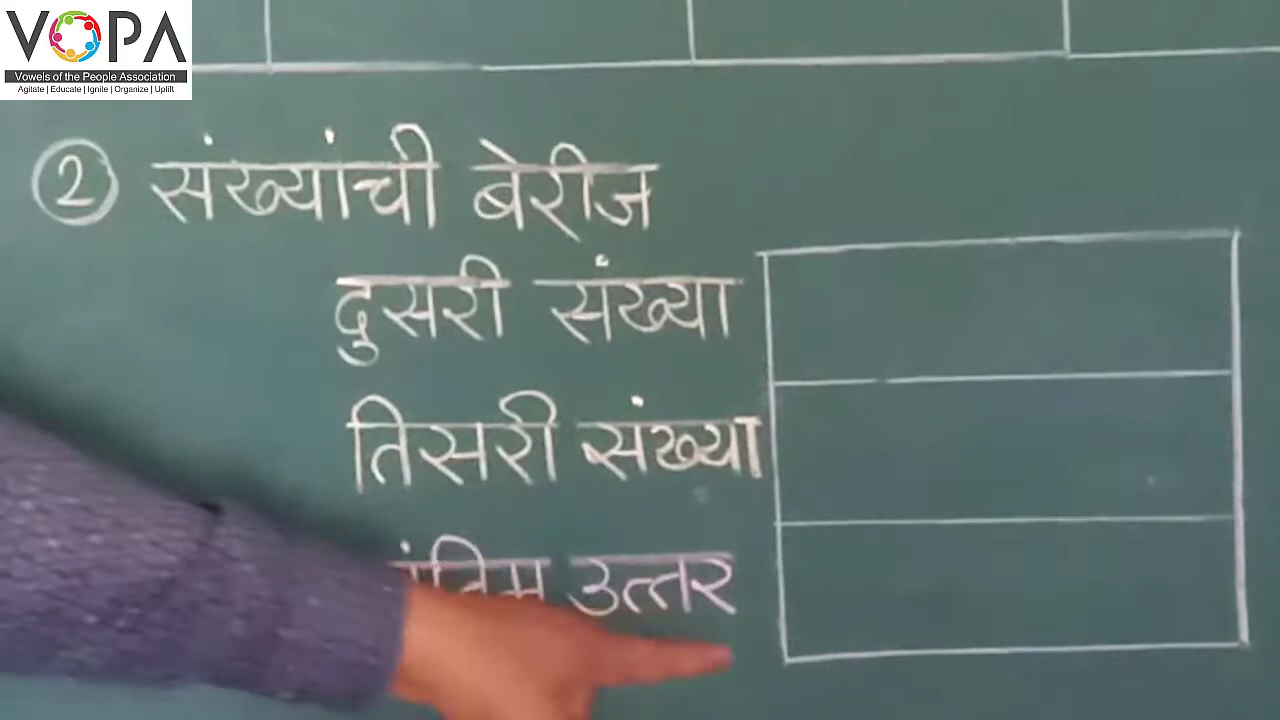 VOPA
Vowels of the People Association
Agitate | Educate | Ignite | Organize | Uplift
② संख्यांची बेरीज
दुसरी संख्या
तिसरी संख्या
उत्तर